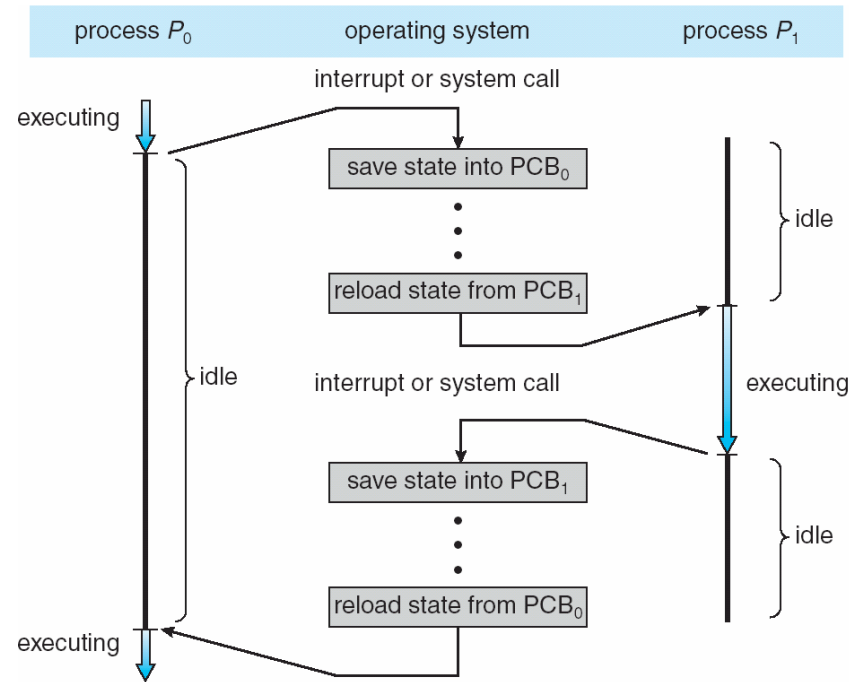 process P₀ operating system process P₁
interrupt or system call
executing
save state into PCB₀
idle
reload state from PCB₁
idle
interrupt or system call
executing
save state into PCB₁
idle
reload state from PCB₀
executing